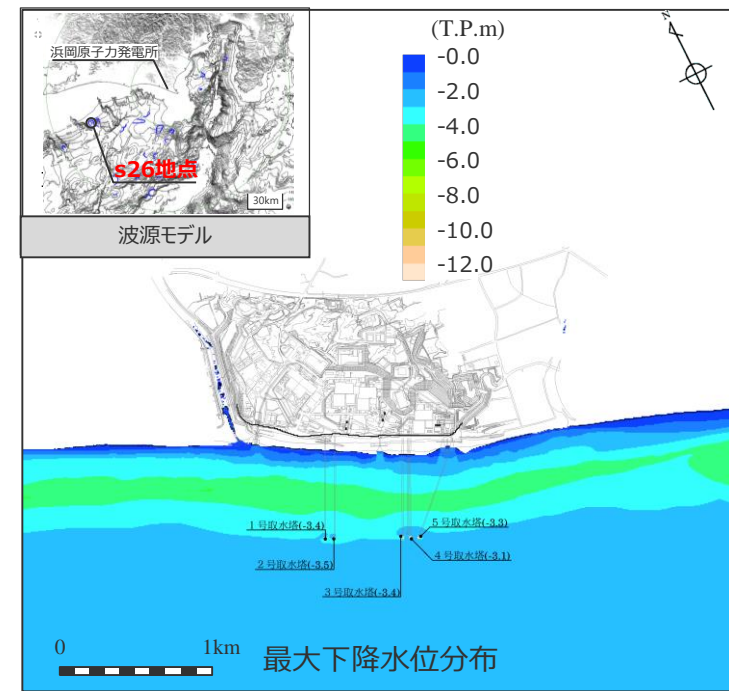 浜岡原子力発電所
s26地点
30km
波源モデル
(T.P.m)
-0.0
-2.0
-4.0
-6.0
-8.0
-10.0
-12.0
N
1号取水塔(-3.4)
2号取水塔(-3.5)
3号取水塔(-3.4)
4号取水塔(-3.1)
5号取水塔(-3.3)
0 1km
最大下降水位分布